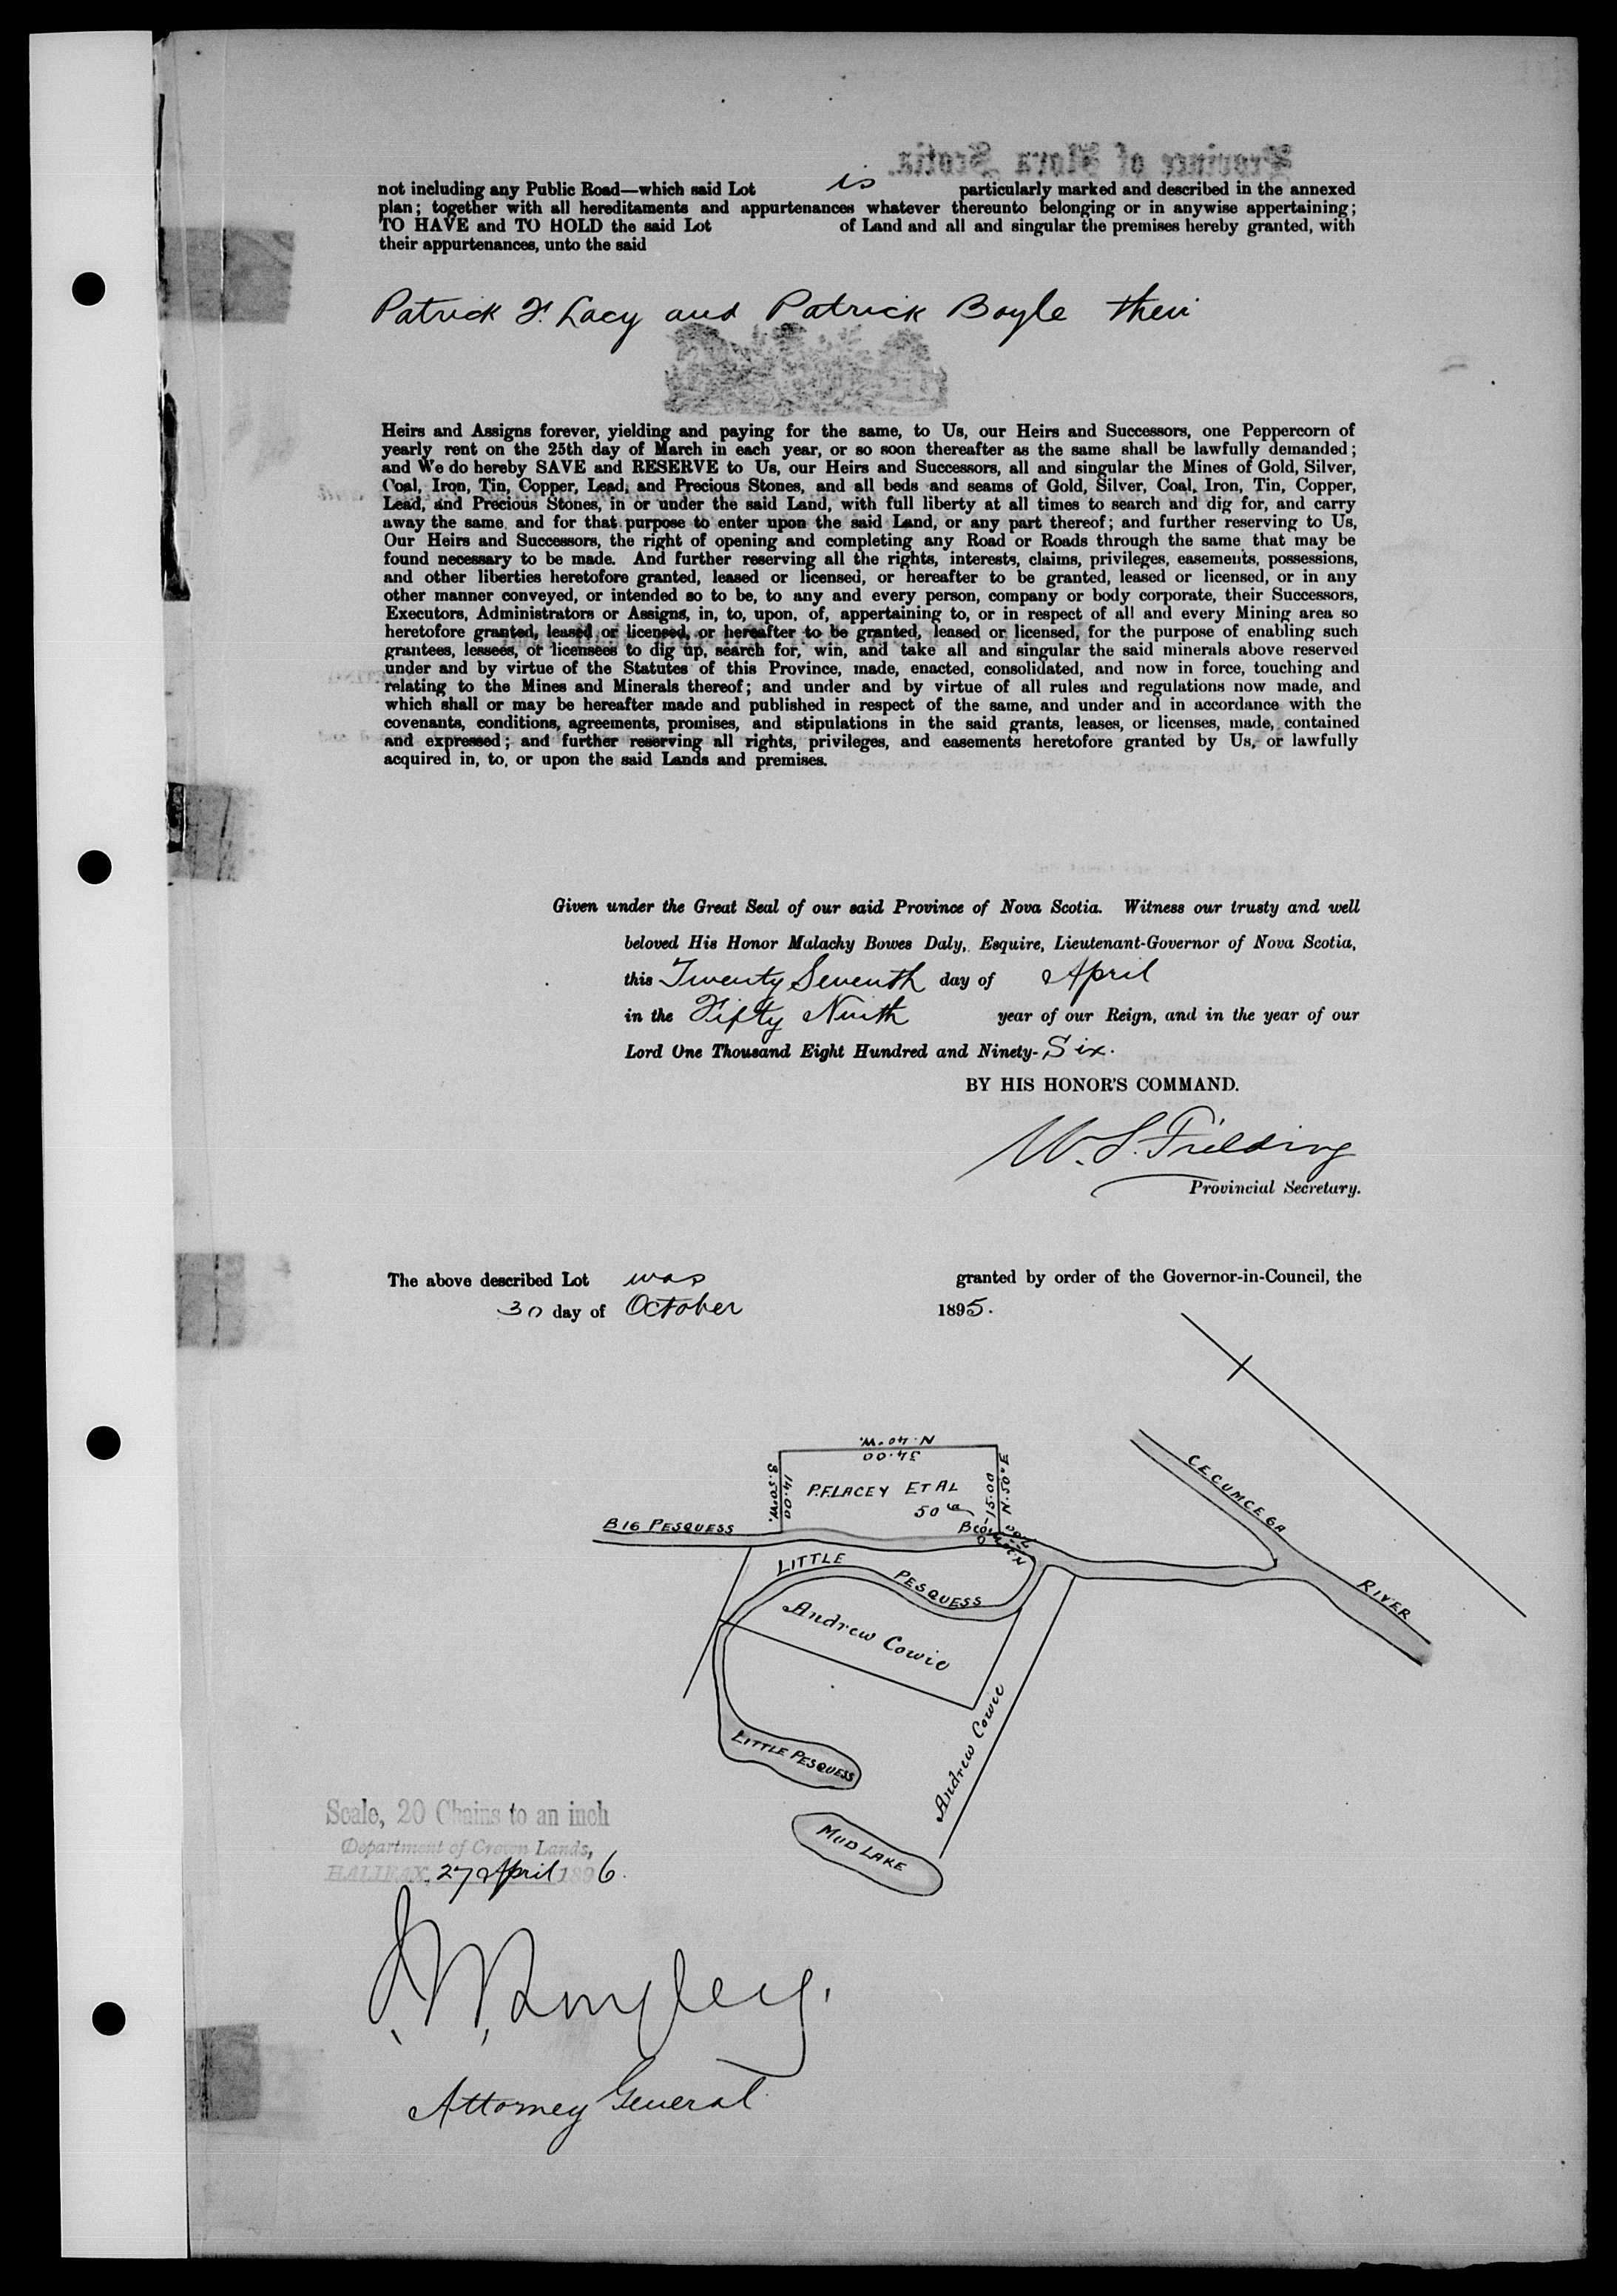 Province of Nova Scotia.
not including any Public Road—which said Lot is particularly marked and described in the annexed
plan; together with all hereditaments and appurtenances whatever thereunto belonging or in anywise appertaining;
TO HAVE and TO HOLD the said Lot of Land and all and singular the premises hereby granted, with
their appurtenances, unto the said
Patrick F. Lacy and Patrick Boyle their
Heirs and Assigns forever, yielding and paying for the same, to Us, our Heirs and Successors, one Peppercorn of
yearly rent on the 25th day of March in each year, or so soon thereafter as the same shall be lawfully demanded;
and We do hereby SAVE and RESERVE to Us, our Heirs and Successors, all and singular the Mines of Gold, Silver,
Coal, Iron, Tin, Copper, Lead, and Precious Stones, and all beds and seams of Gold, Silver, Coal, Iron, Tin, Copper,
Lead, and Precious Stones, in or under the said Land, with full liberty at all times to search and dig for, and carry
away the same, and for that purpose to enter upon the said Land, or any part thereof; and further reserving to Us,
Our Heirs and Successors, the right of opening and completing any Road or Roads through the same that may be
found necessary to be made. And further reserving all the rights, interests, claims, privileges, easements, possessions,
and other liberties heretofore granted, leased or licensed, or hereafter to be granted, leased or licensed, or in any
other manner conveyed, or intended so to be, to any and every person, company or body corporate, their Successors,
Executors, Administrators or Assigns, in, to, upon, of, appertaining to, or in respect of all and every Mining area so
heretofore granted, leased or licensed, or hereafter to be granted, leased or licensed, for the purpose of enabling such
grantees, lessees, or licensees to dig up, search for, win, and take all and singular the said minerals above reserved
under and by virtue of the Statutes of this Province, made, enacted, consolidated, and now in force, touching and
relating to the Mines and Minerals thereof; and under and by virtue of all rules and regulations now made, and
which shall or may be hereafter made and published in respect of the same, and under and in accordance with the
covenants, conditions, agreements, promises, and stipulations in the said grants, leases, or licenses, made, contained
and expressed; and further reserving all rights, privileges, and easements heretofore granted by Us, or lawfully
acquired in, to, or upon the said Lands and premises.
Given under the Great Seal of our said Province of Nova Scotia. Witness our trusty and well
beloved His Honor Malachy Bowes Daly, Esquire, Lieutenant-Governor of Nova Scotia,
this Twenty Seventh day of April
in the Fifty Ninth year of our Reign, and in the year of our
Lord One Thousand Eight Hundred and Ninety-Six.
BY HIS HONOR'S COMMAND.
W. S. Fielding
Provincial Secretary.
The above described Lot was granted by order of the Governor-in-Council, the
30 day of October 1895.
N. 40° W.
34.00
S. 50° W.
14.00
P.F. LACEY ET AL
50 a
15.00
N. 50° E
BIG PESQUESS
CECUMCEGA
RIVER
LITTLE PESQUESS
Andrew Cowie
Andrew Cowie
LITTLE PESQUESS
MUD LAKE
Scale, 20 Chains to an inch
Department of Crown Lands,
HALIFAX, 27 April 1896.
J. W. Longley.
Attorney General